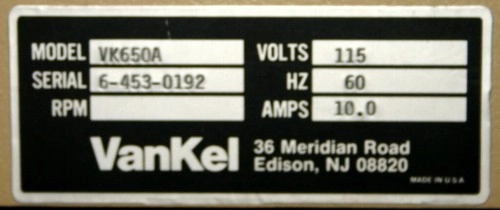 MODEL VK650A VOLTS 115
SERIAL 6-453-0192 HZ 60
RPM AMPS 10.0
VanKel 36 Meridian Road
Edison, NJ 08820
MADE IN U.S.A